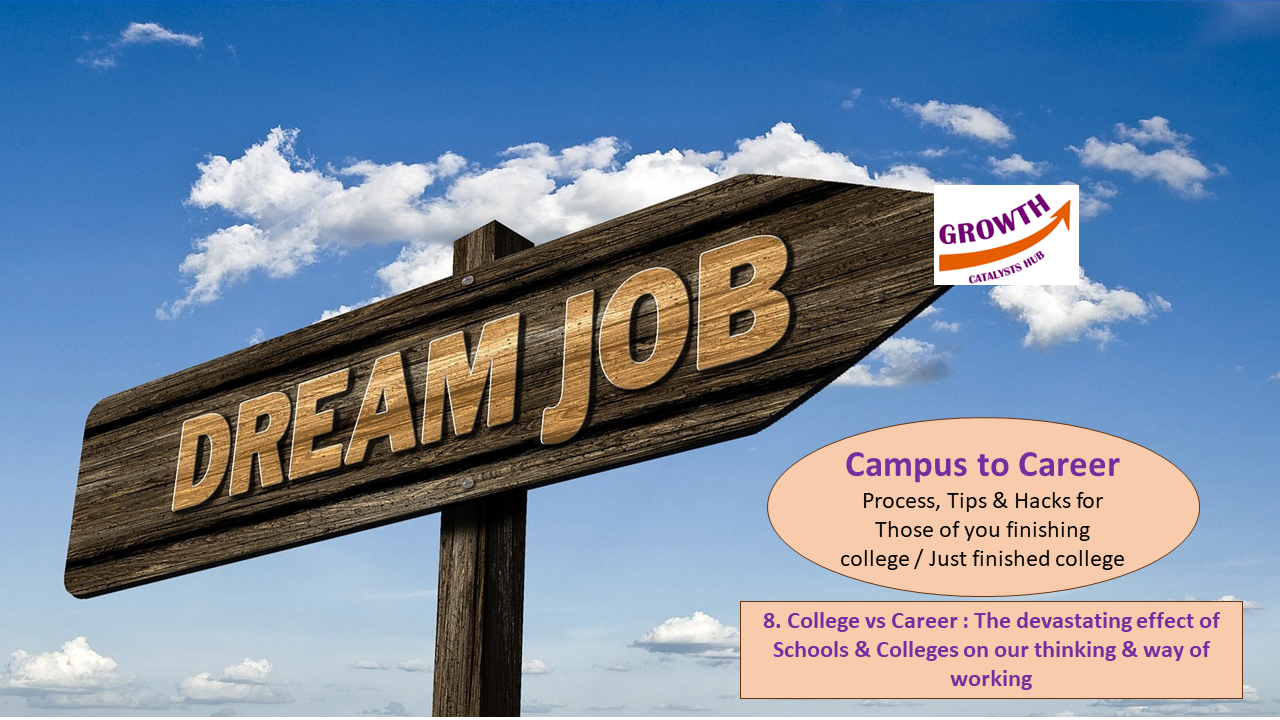 DREAM JOB
GROWTH
CATALYSTS HUB
Campus to Career
Process, Tips & Hacks for
Those of you finishing
college / Just finished college
8. College vs Career : The devastating effect of
Schools & Colleges on our thinking & way of
working